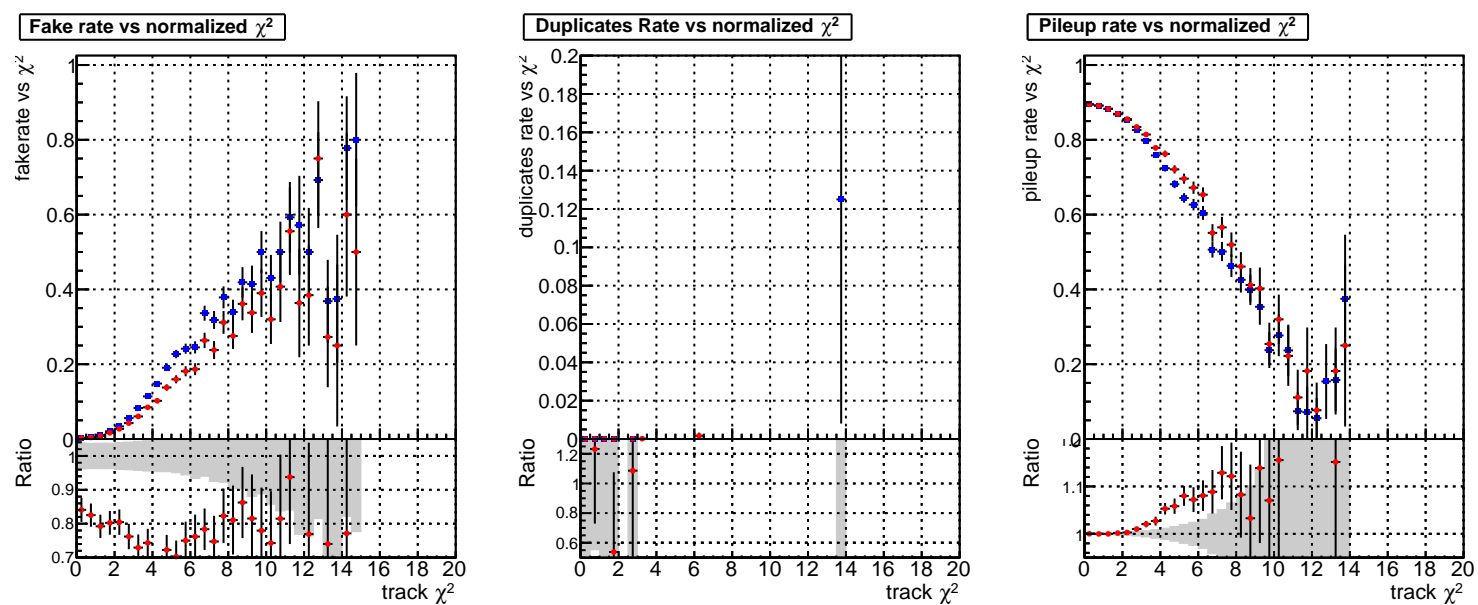 Fake rate vs normalized χ²
fakerate vs χ²
1
0.8
0.6
0.4
0.2
0
Ratio
1
0.9
0.8
0.7
0 2 4 6 8 10 12 14 16 18 20
track χ²
Duplicates Rate vs normalized χ²
duplicates rate vs χ²
0.2
0.18
0.16
0.14
0.12
0.1
0.08
0.06
0.04
0.02
0
Ratio
1.2
1
0.8
0.6
0 2 4 6 8 10 12 14 16 18 20
track χ²
Pileup rate vs normalized χ²
pileup rate vs χ²
1
0.8
0.6
0.4
0.2
0
Ratio
1.1
1
0 2 4 6 8 10 12 14 16 18 20
track χ²